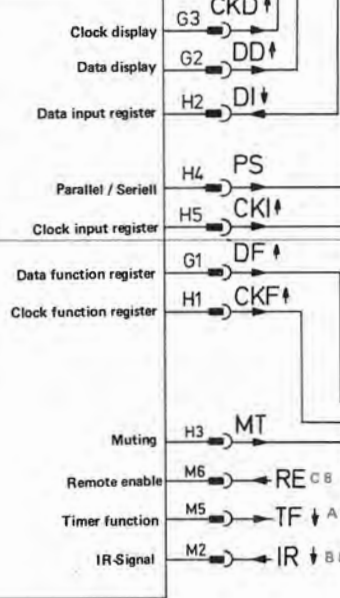 CKD
Clock display G3
Data display G2 DD
Data input register H2 DI
Parallel / Seriell H4 PS
Clock input register H5 CKI
Data function register G1 DF
Clock function register H1 CKF
Muting H3 MT
Remote enable M6 RE C 8
Timer function M5 TF A
IR-Signal M2 IR